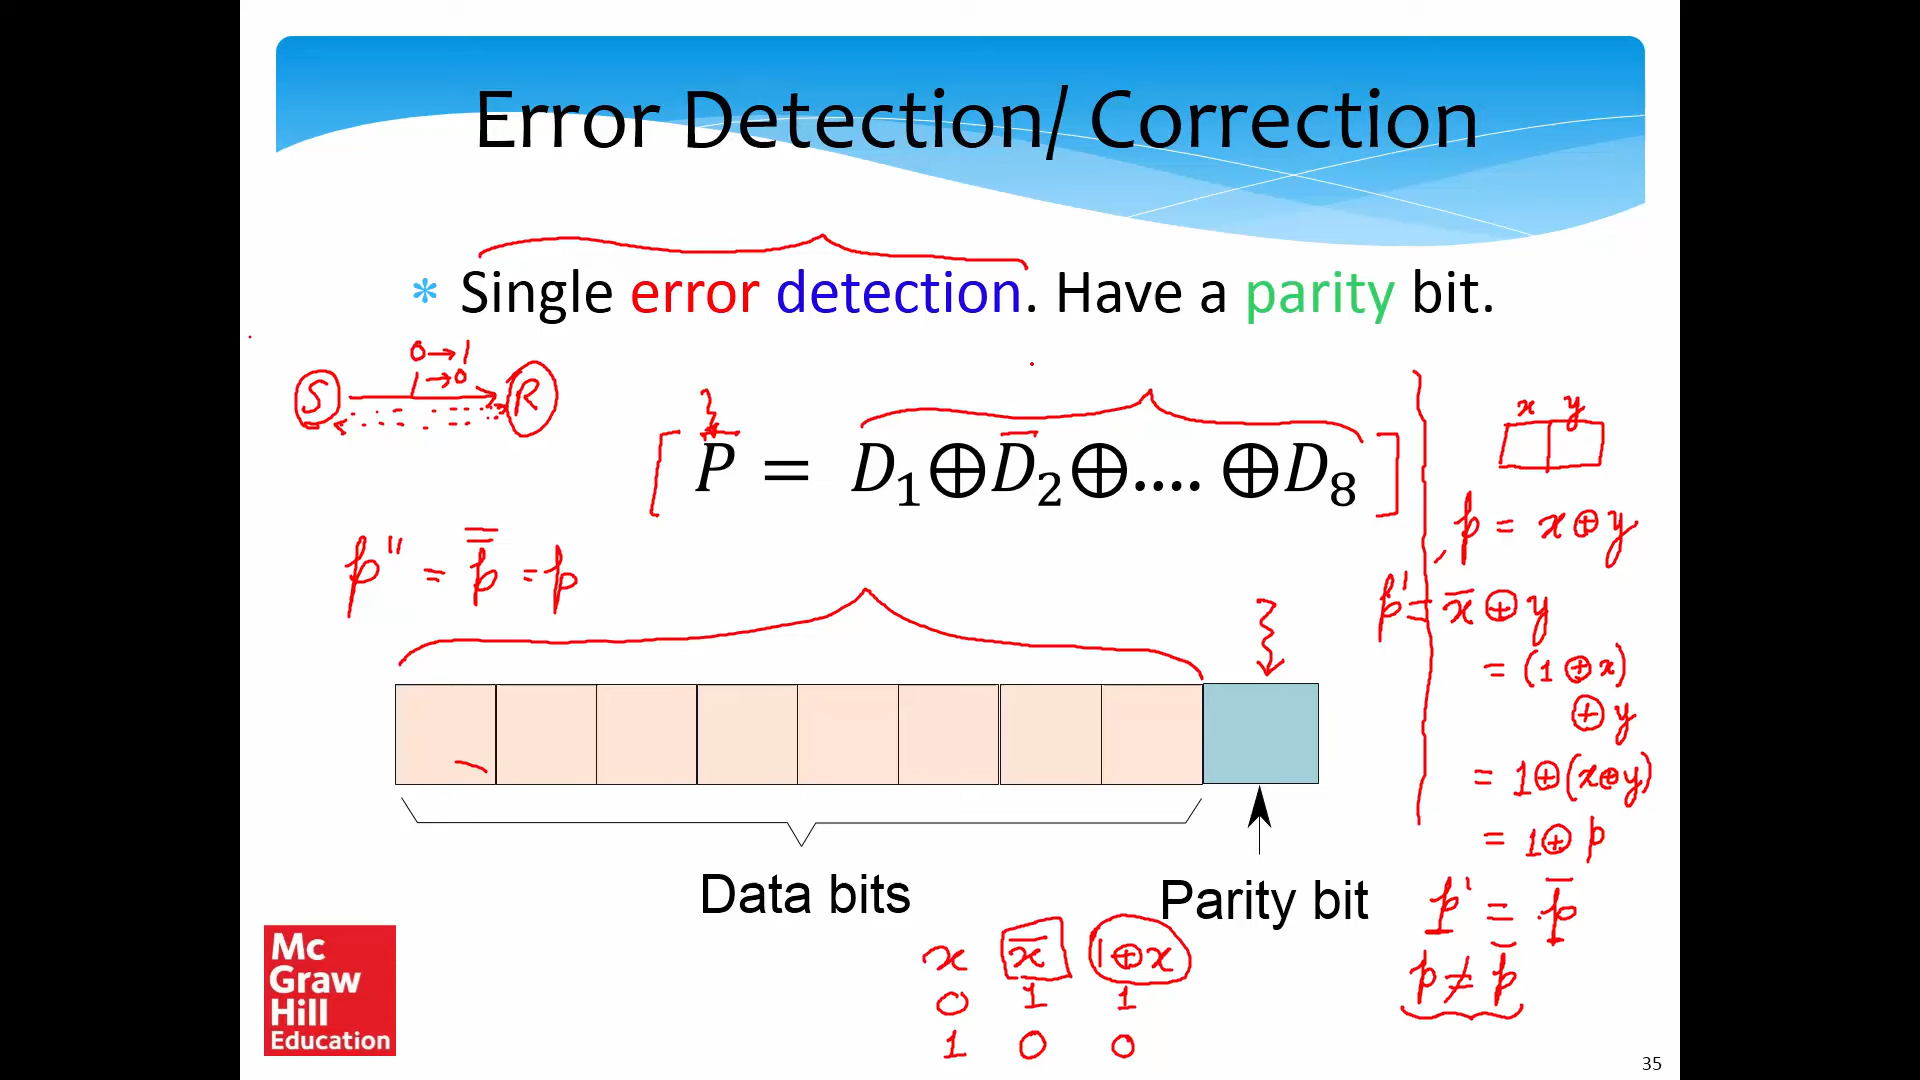 Error Detection/ Correction
* Single error detection. Have a parity bit.
0→1
1→0
S R
[ P̅ = D₁⊕D̅₂⊕.... ⊕D₈ ]
x y
p = x⊕y
p'' = p̿ = p
p' = x̅⊕y
= (1⊕x)
⊕y
= 1⊕(x⊕y)
= 1⊕p
p' = p̅
p ≠ p̅
Data bits
Parity bit
x x̅ 1⊕x
0 1 1
1 0 0
Mc
Graw
Hill
Education
35